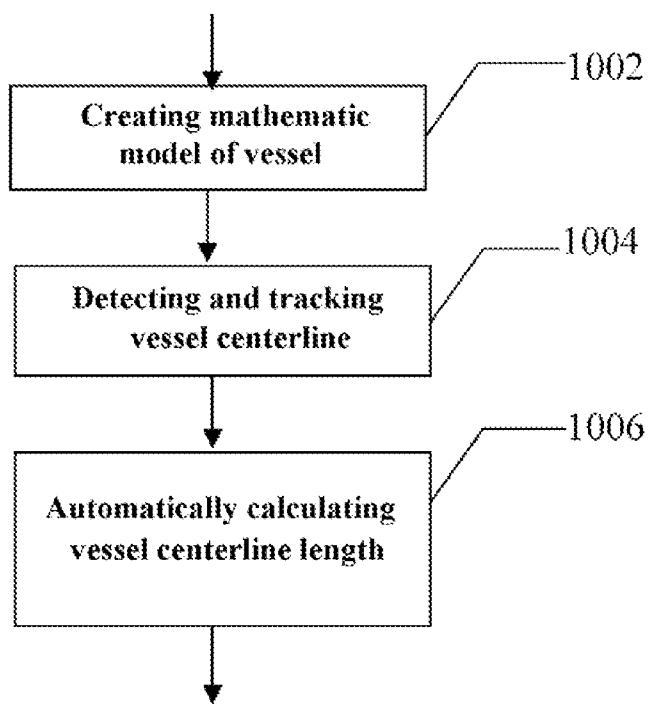 1002
Creating mathematic
model of vessel
1004
Detecting and tracking
vessel centerline
1006
Automatically calculating
vessel centerline length